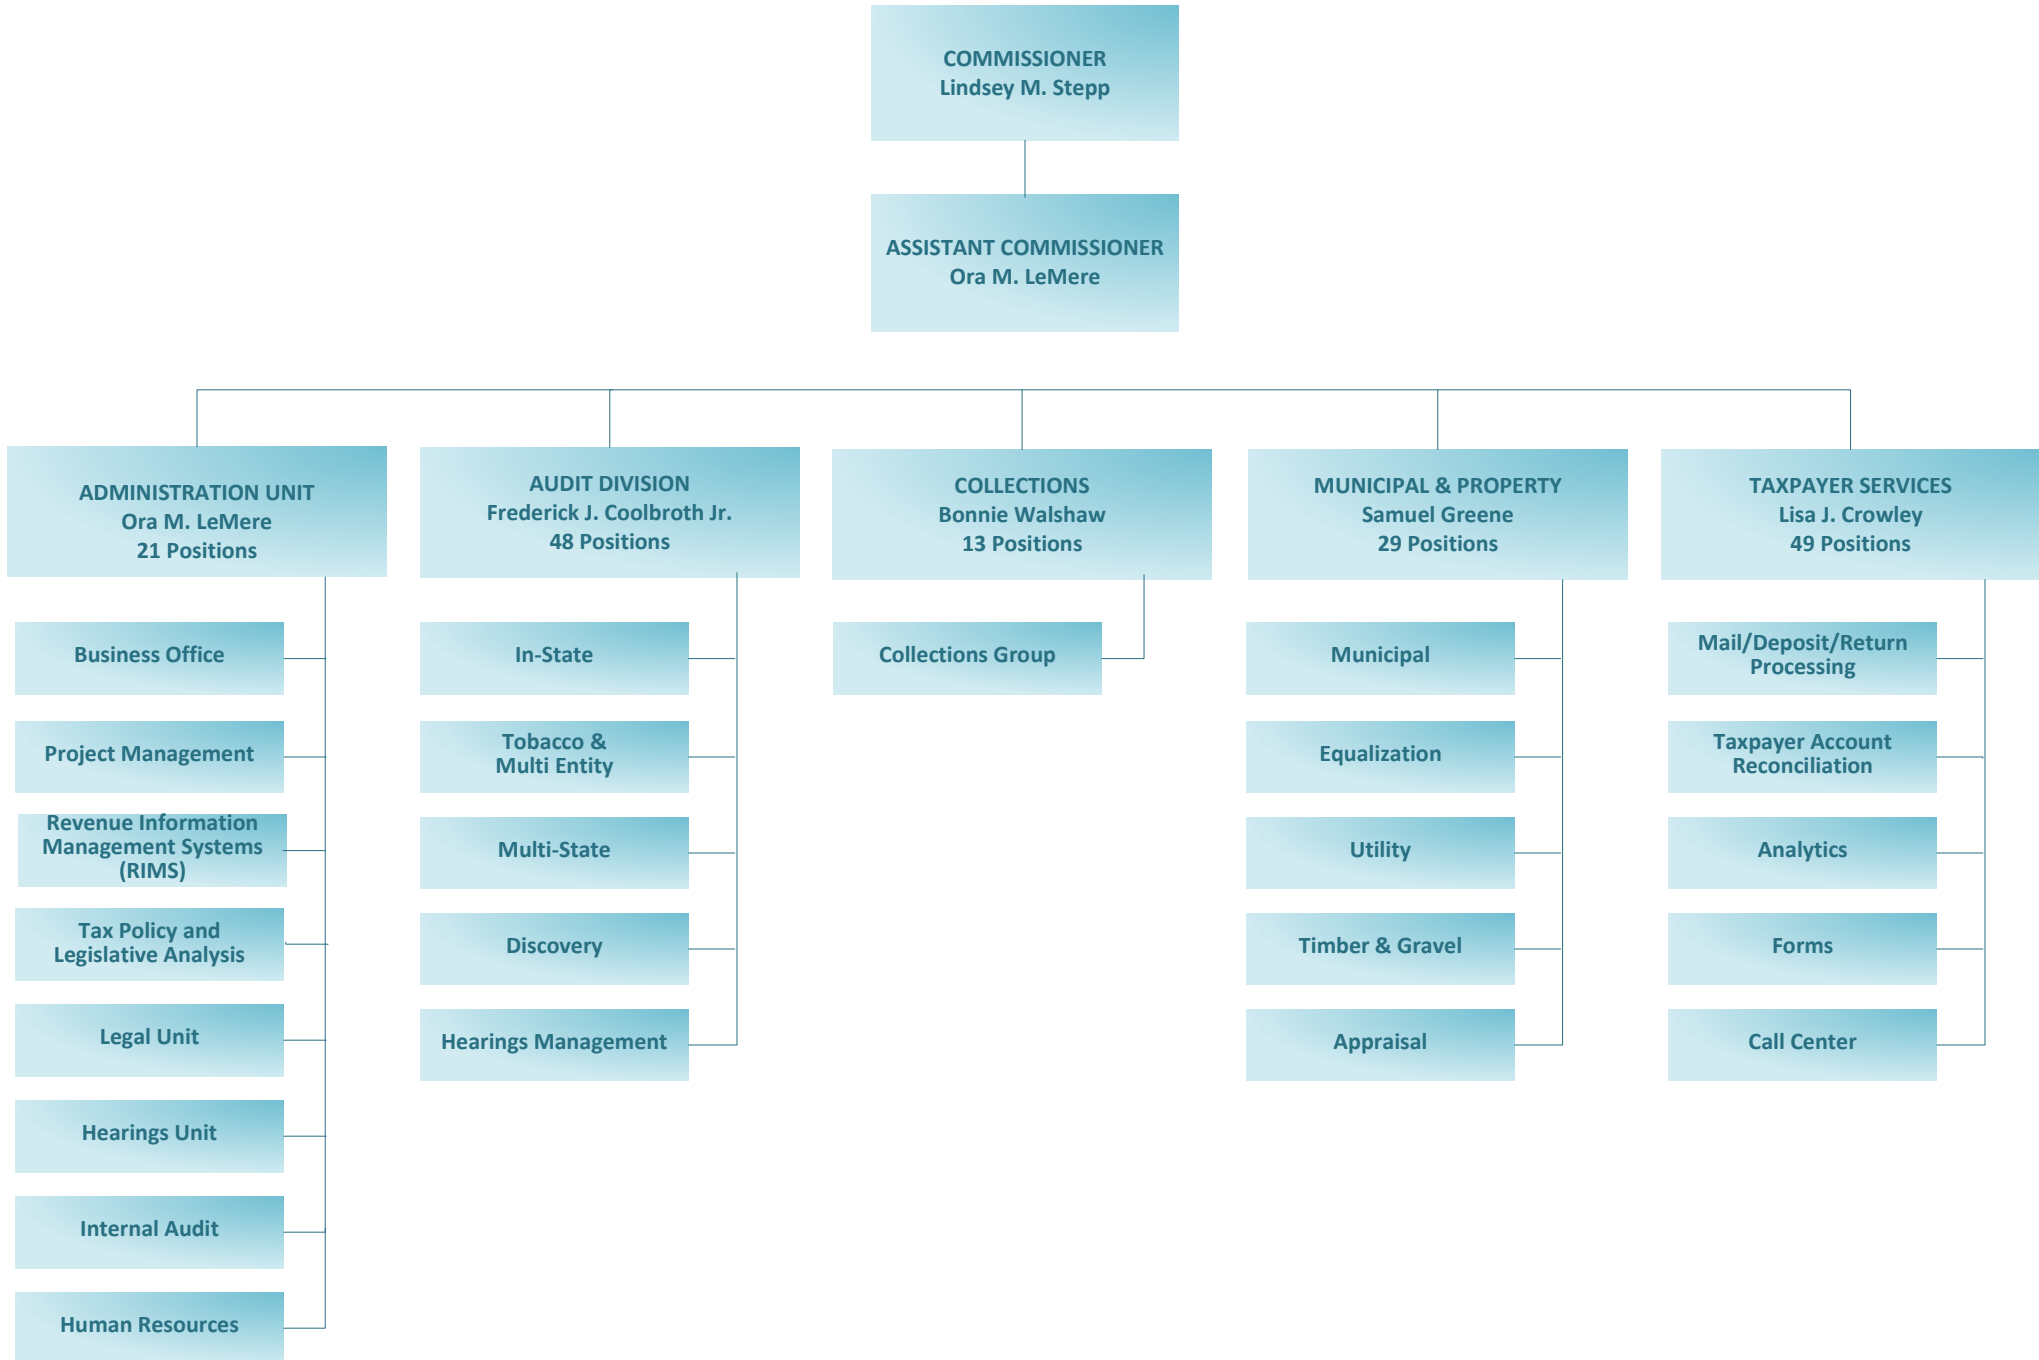 COMMISSIONER
Lindsey M. Stepp
ASSISTANT COMMISSIONER
Ora M. LeMere
ADMINISTRATION UNIT
Ora M. LeMere
21 Positions
Business Office
Project Management
Revenue Information
Management Systems
(RIMS)
Tax Policy and
Legislative Analysis
Legal Unit
Hearings Unit
Internal Audit
Human Resources
AUDIT DIVISION
Frederick J. Coolbroth Jr.
48 Positions
In-State
Tobacco &
Multi Entity
Multi-State
Discovery
Hearings Management
COLLECTIONS
Bonnie Walshaw
13 Positions
Collections Group
MUNICIPAL & PROPERTY
Samuel Greene
29 Positions
Municipal
Equalization
Utility
Timber & Gravel
Appraisal
TAXPAYER SERVICES
Lisa J. Crowley
49 Positions
Mail/Deposit/Return
Processing
Taxpayer Account
Reconciliation
Analytics
Forms
Call Center